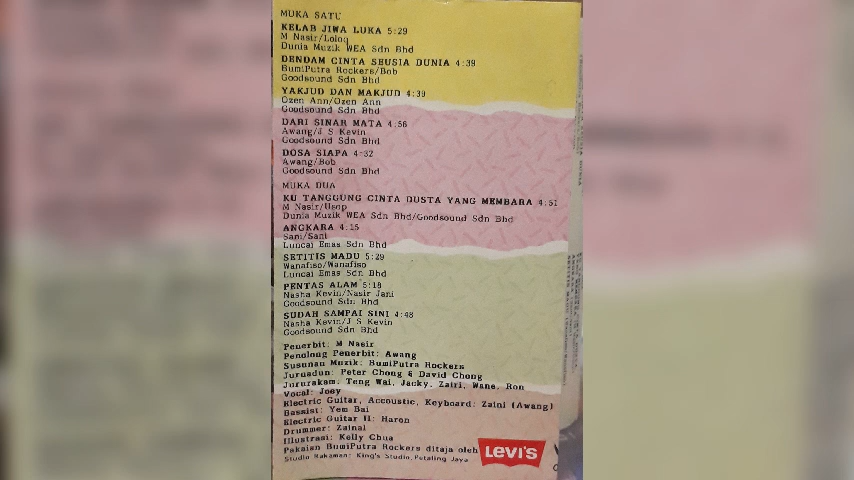 MUKA SATU
KELAB JIWA LUKA 5:29
M Nasir/Loloq
Dunia Muzik WEA Sdn Bhd
DENDAM CINTA SEUSIA DUNIA 4:39
BumiPutra Rockers/Bob
Goodsound Sdn Bhd
YAKJUD DAN MAKJUD 4:39
Ozen Ann/Ozen Ann
Goodsound Sdn Bhd
DARI SINAR MATA 4:56
Awang/J S Kevin
Goodsound Sdn Bhd
DOSA SIAPA 4:32
Awang/Bob
Goodsound Sdn Bhd
MUKA DUA
KU TANGGUNG CINTA DUSTA YANG MEMBARA 4:51
M Nasir/Usop
Dunia Muzik WEA Sdn Bhd/Goodsound Sdn Bhd
ANGKARA 4:15
Sani/Sani
Luncai Emas Sdn Bhd
SETITIS MADU 5:29
Wanafiso/Wanafiso
Luncai Emas Sdn Bhd
PENTAS ALAM 5:18
Nasha Kevin/Nasir Jani
Goodsound Sdn Bhd
SUDAH SAMPAI SINI 4:48
Nasha Kevin/J S Kevin
Goodsound Sdn Bhd
Penerbit: M Nasir
Penolong Penerbit: Awang
Susunan Muzik: BumiPutra Rockers
Juruadun: Peter Chong & David Chong
Jururakam: Teng Wai, Jacky, Zairi, Wane, Ron
Vocal: Joey
Electric Guitar, Accoustic, Keyboard: Zaini (Awang)
Bassist: Yem Bai
Electric Guitar II: Haron
Drummer: Zainal
Illustrasi: Kelly Chua
Pakaian BumiPutra Rockers ditaja oleh LEVI'S
Studio Rakaman: King's Studio, Petaling Jaya